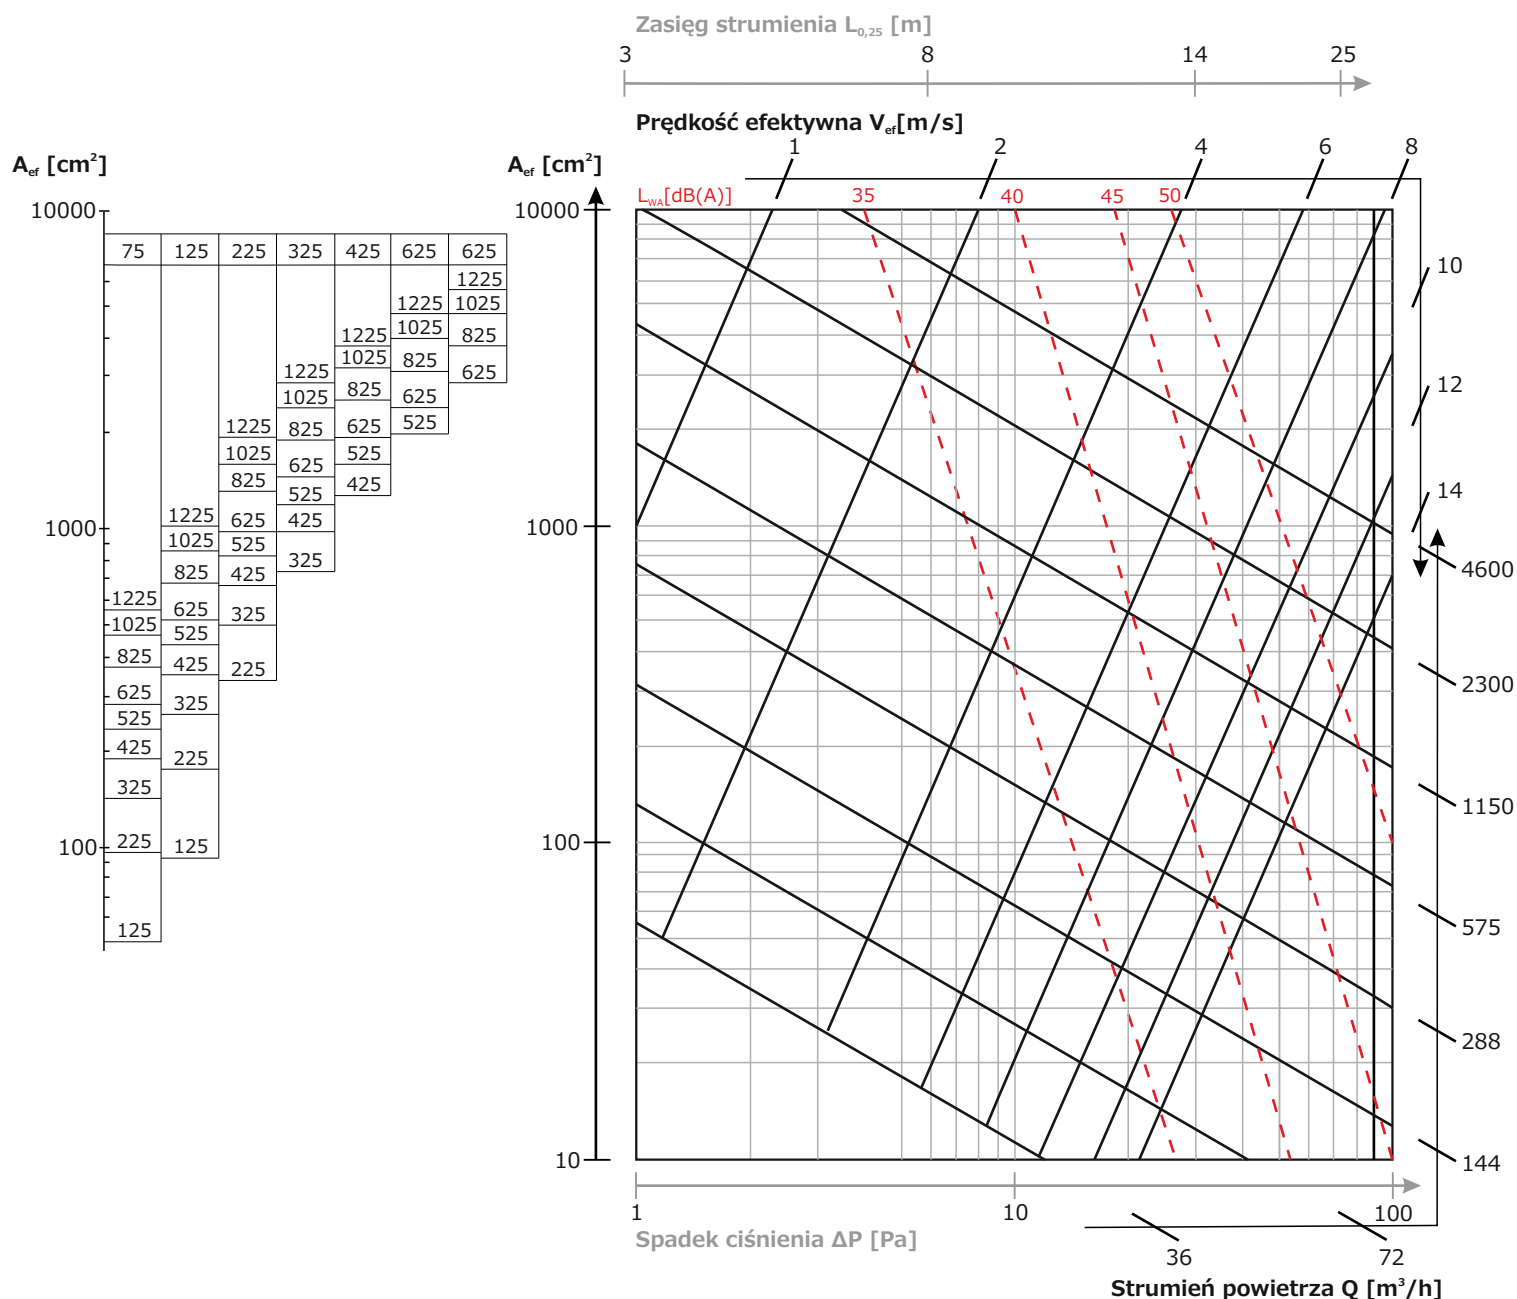 Zasięg strumienia L0,25 [m]
3 8 14 25
Prędkość efektywna Vef[m/s]
1 2 4 6 8
Aef [cm²] Aef [cm²]
LWA[dB(A)] 35 40 45 50
10000 10000
75 125 225 325 425 625 625
10
1225
1225 1025
1025
1225 825
1025 825
1225 625
12
825 625
1025
1225 825 625 525
1025 525
625
825 425
525
14
1225 625 425
1000 1000
1025 525
325
825 425
4600
1225 625 325
1025 525
825 425 225
2300
625 325
525
425 225
325
1150
225 125
100 100
125
575
288
10
144
1 10 100
Spadek ciśnienia ΔP [Pa]
36 72
Strumień powietrza Q [m³/h]